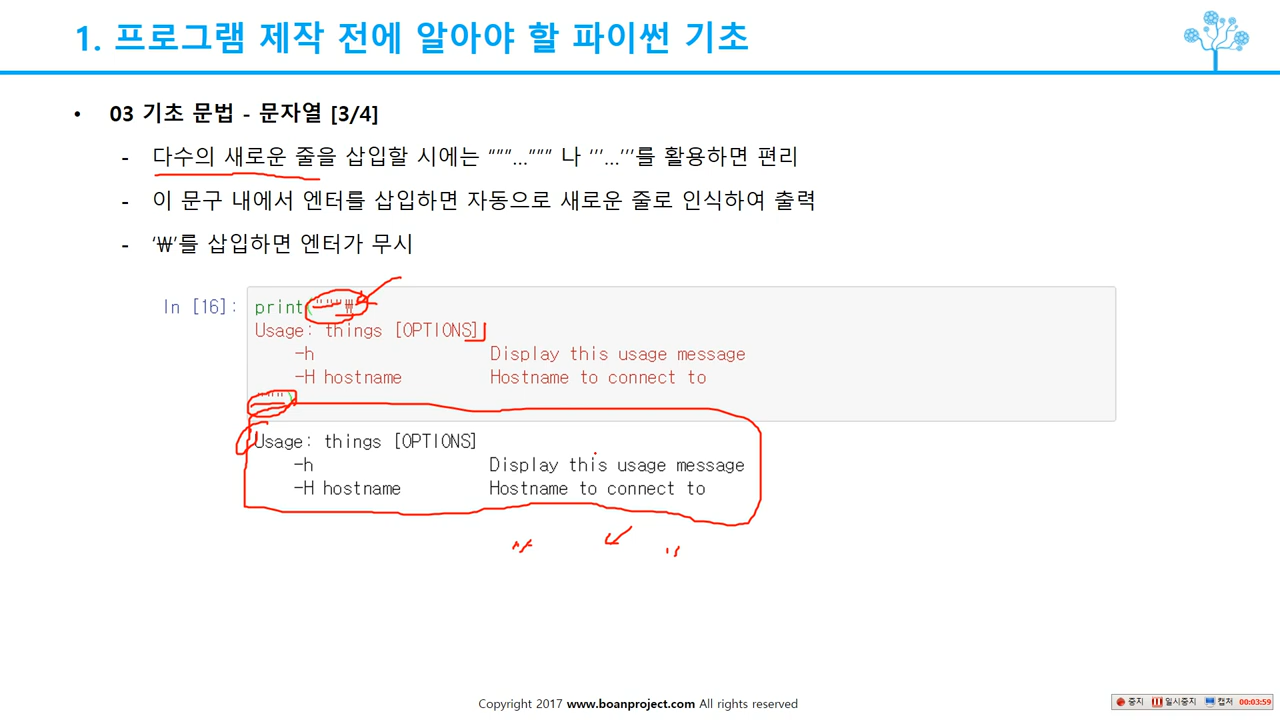 1. 프로그램 제작 전에 알아야 할 파이썬 기초
• 03 기초 문법 - 문자열 [3/4]
- 다수의 새로운 줄을 삽입할 시에는 “””…””” 나 ‘’’…’’’를 활용하면 편리
- 이 문구 내에서 엔터를 삽입하면 자동으로 새로운 줄로 인식하여 출력
- ‘₩’를 삽입하면 엔터가 무시
In [16]: print("""₩
Usage: things [OPTIONS]
-h Display this usage message
-H hostname Hostname to connect to
""")
Usage: things [OPTIONS]
-h Display this usage message
-H hostname Hostname to connect to
" "
Copyright 2017 www.boanproject.com All rights reserved
중지 일시중지 캡처 00:03:59